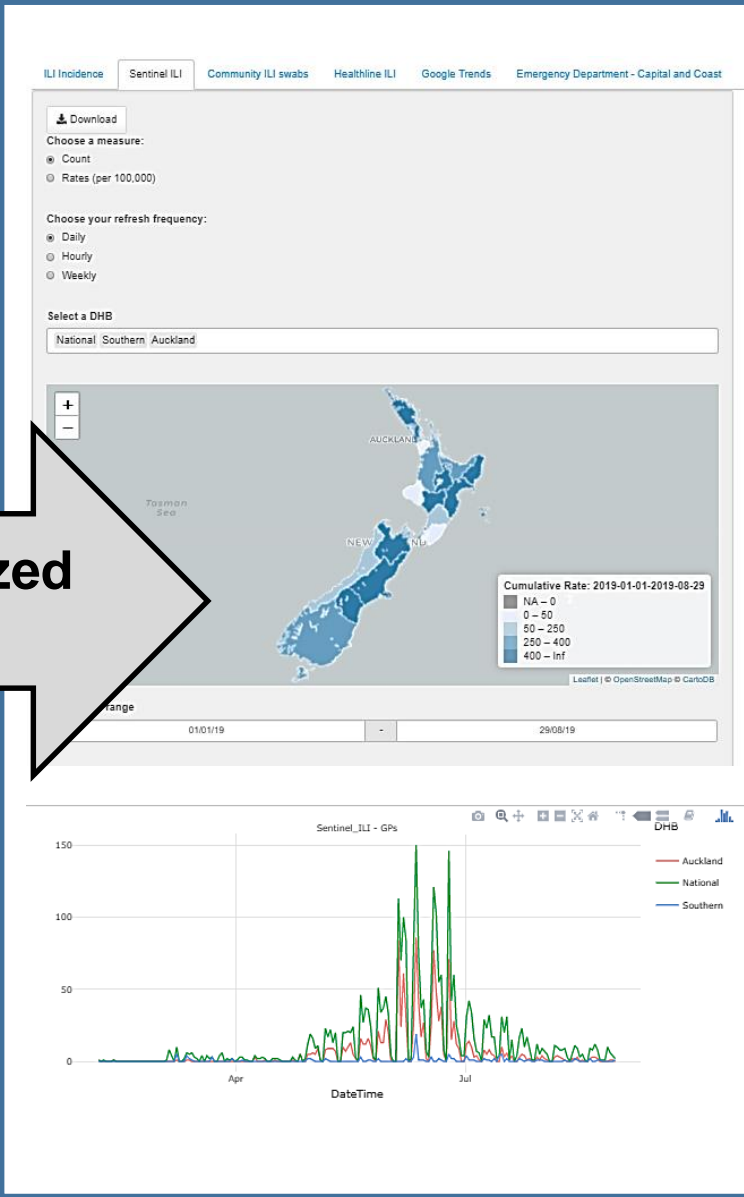 ILI Incidence Sentinel ILI Community ILI swabs Healthline ILI Google Trends Emergency Department - Capital and Coast
Download
Choose a measure:
Count
Rates (per 100,000)
Choose your refresh frequency:
Daily
Hourly
Weekly
Select a DHB
National Southern Auckland
+
−
AUCKLAND
Tasman
Sea
NEW
ND
zed
Cumulative Rate: 2019-01-01-2019-08-29
NA – 0
0 – 50
50 – 250
250 – 400
400 – Inf
Leaflet | © OpenStreetMap © CartoDB
range
01/01/19 - 29/08/19
Sentinel_ILI - GPs
DHB
Auckland
National
Southern
150
100
50
0
Apr Jul
DateTime